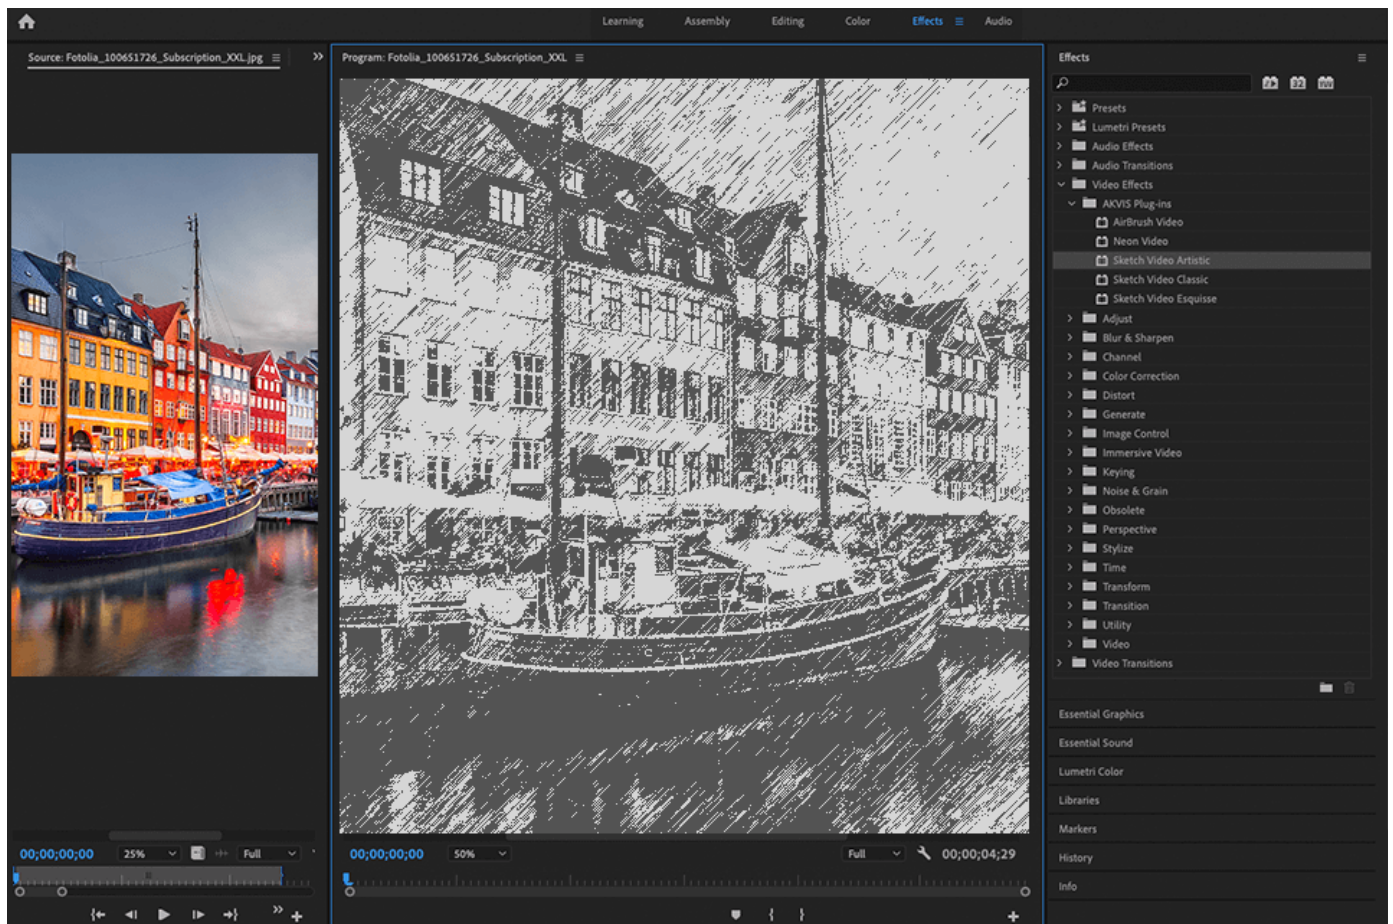 Learning Assembly Editing Color Effects Audio
Source: Fotolia_100651726_Subscription_XXL.jpg
Program: Fotolia_100651726_Subscription_XXL
Effects
Presets
Lumetri Presets
Audio Effects
Audio Transitions
Video Effects
AKVIS Plug-ins
AirBrush Video
Neon Video
Sketch Video Artistic
Sketch Video Classic
Sketch Video Esquisse
Adjust
Blur & Sharpen
Channel
Color Correction
Distort
Generate
Image Control
Immersive Video
Keying
Noise & Grain
Obsolete
Perspective
Stylize
Time
Transform
Transition
Utility
Video
Video Transitions
Essential Graphics
Essential Sound
Lumetri Color
Libraries
Markers
History
Info
00;00;00;00 25% Full
00;00;00;00 50% Full 00;00;04;29